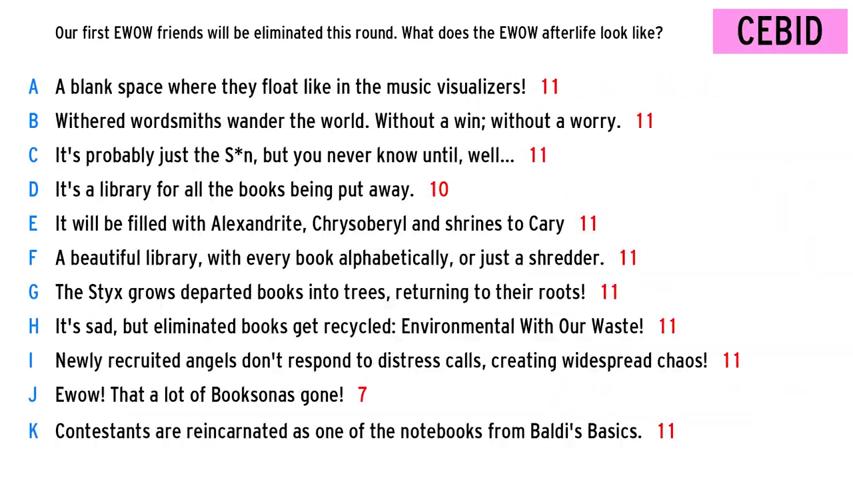 Our first EWOW friends will be eliminated this round. What does the EWOW afterlife look like?
CEBID
A A blank space where they float like in the music visualizers! 11
B Withered wordsmiths wander the world. Without a win; without a worry. 11
C It's probably just the S*n, but you never know until, well... 11
D It's a library for all the books being put away. 10
E It will be filled with Alexandrite, Chrysoberyl and shrines to Cary 11
F A beautiful library, with every book alphabetically, or just a shredder. 11
G The Styx grows departed books into trees, returning to their roots! 11
H It's sad, but eliminated books get recycled: Environmental With Our Waste! 11
I Newly recruited angels don't respond to distress calls, creating widespread chaos! 11
J Ewow! That a lot of Booksonas gone! 7
K Contestants are reincarnated as one of the notebooks from Baldi's Basics. 11